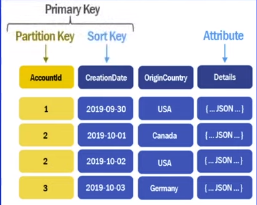 Primary Key
Partition Key Sort Key Attribute
AccountId CreationDate OriginCountry Details
1 2019-09-30 USA {... JSON ...}
2 2019-10-01 Canada {... JSON ...}
2 2019-10-02 USA {... JSON ...}
3 2019-10-03 Germany {... JSON ...}